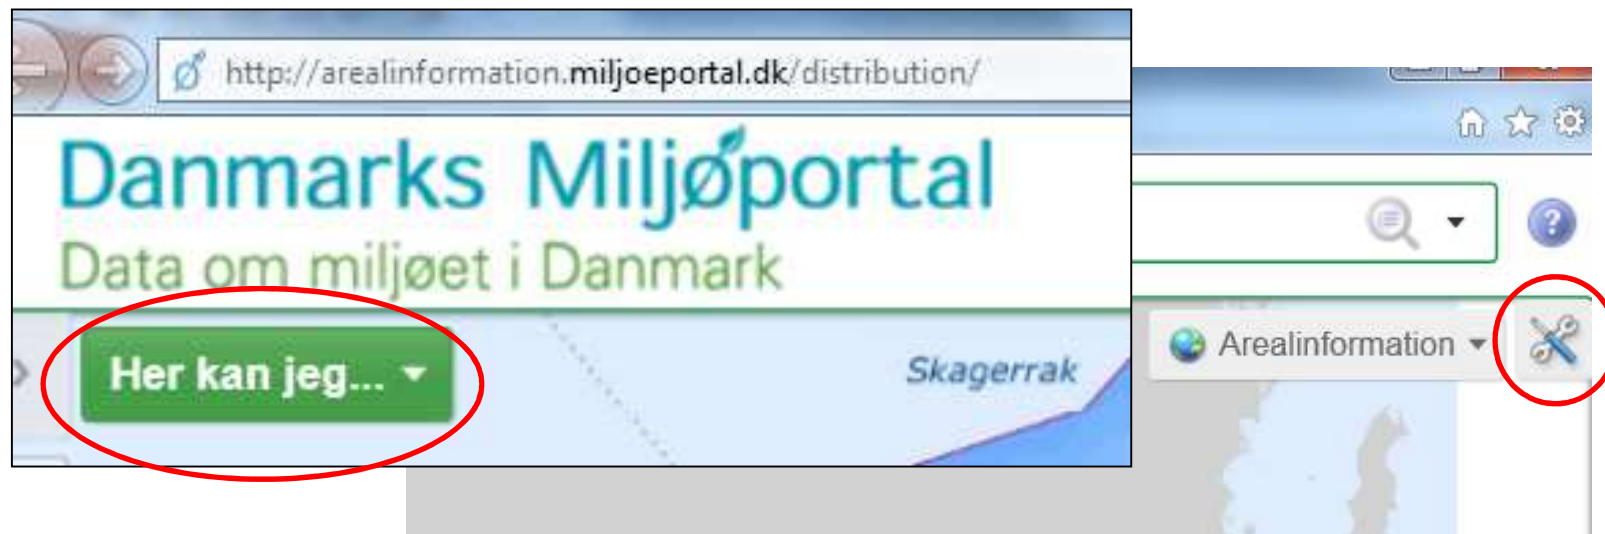 http://arealinformation.miljoeportal.dk/distribution/
Danmarks Miljøportal
Data om miljøet i Danmark
Her kan jeg...
Skagerrak
?
Arealinformation